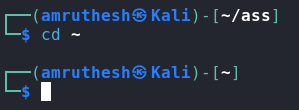 ┌──(amruthesh㉿Kali)-[~/ass]
└─$ cd ~
┌──(amruthesh㉿Kali)-[~]
└─$